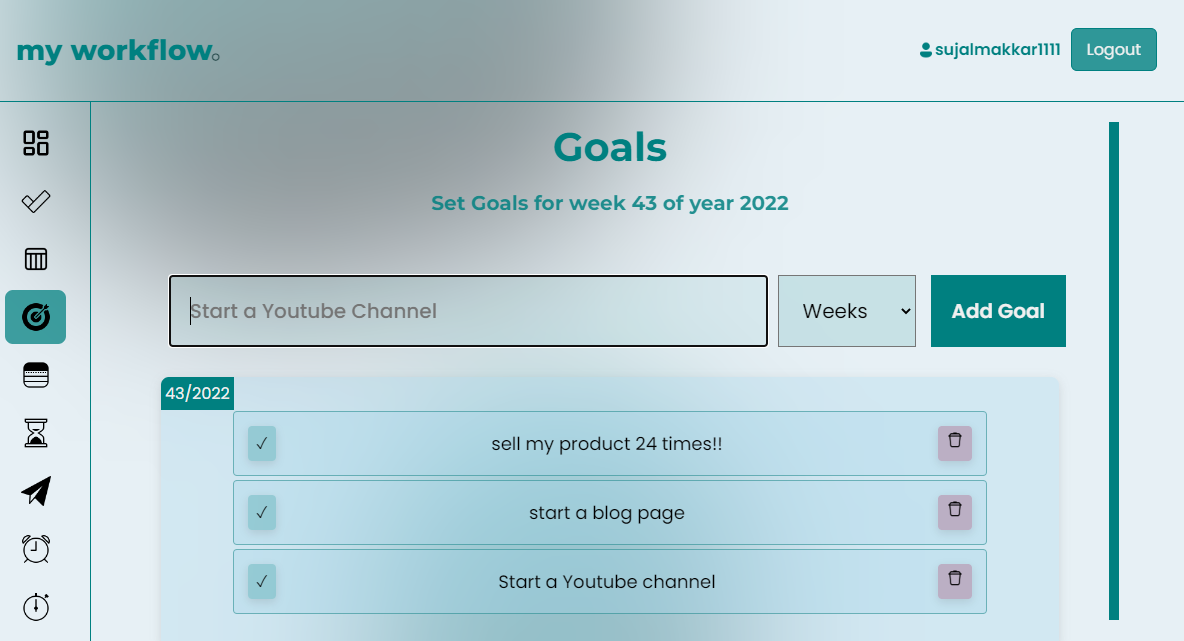 my workflow.
sujalmakkar1111
Logout
Goals
Set Goals for week 43 of year 2022
Start a Youtube Channel
Weeks
Add Goal
43/2022
✓ sell my product 24 times!!
✓ start a blog page
✓ Start a Youtube channel